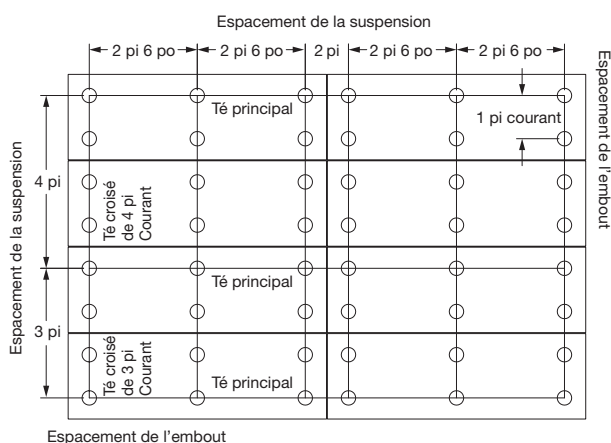 Espacement de la suspension
2 pi 6 po
2 pi 6 po
2 pi
2 pi 6 po
2 pi 6 po
Té principal
1 pi courant
Espacement de l'embout
Espacement de la suspension
4 pi
Té croisé
de 4 pi
Courant
Té principal
3 pi
Té croisé
de 3 pi
Courant
Té principal
Espacement de l'embout